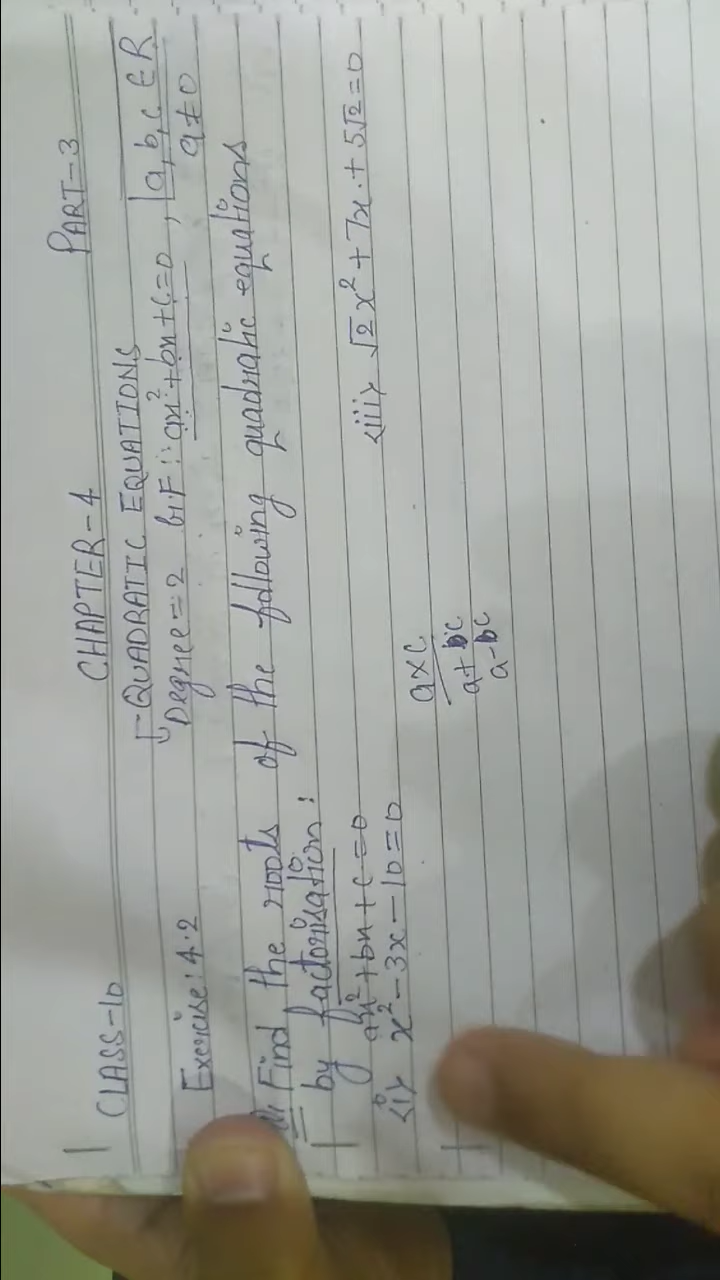 CLASS-10 CHAPTER-4 PART-3
QUADRATIC EQUATIONS
Exercise: 4.2 Degree=2 ax²+bx+c=0, a, b, c ∈ R
a≠0
Q1 Find the roots of the following quadratic equations
by factorisation:
ax²+bx+c=0
<i> x²-3x-10=0 <iii> √2x²+7x+5√2=0
a×c
a+bc
a-bc